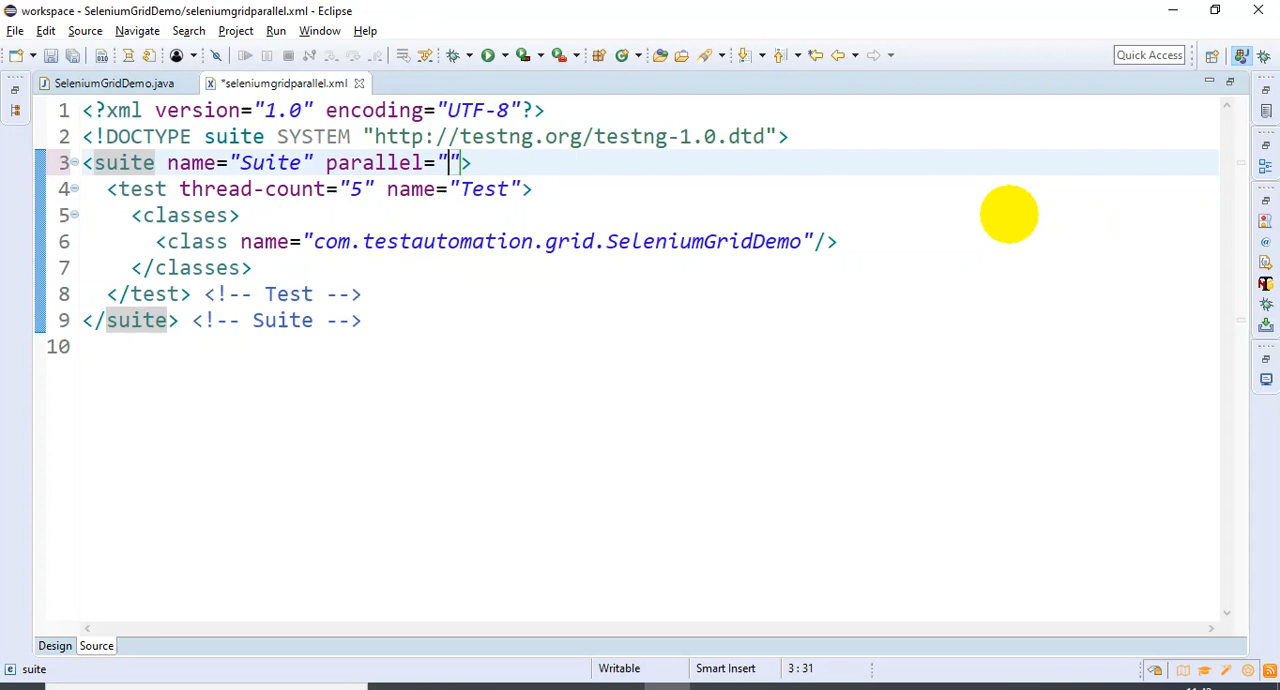 workspace - SeleniumGridDemo/seleniumgridparallel.xml - Eclipse
File Edit Source Navigate Search Project Run Window Help
Quick Access
SeleniumGridDemo.java *seleniumgridparallel.xml
1 <?xml version="1.0" encoding="UTF-8"?>
2 <!DOCTYPE suite SYSTEM "http://testng.org/testng-1.0.dtd">
3 <suite name="Suite" parallel="">
4 <test thread-count="5" name="Test">
5 <classes>
6 <class name="com.testautomation.grid.SeleniumGridDemo"/>
7 </classes>
8 </test> <!-- Test -->
9 </suite> <!-- Suite -->
10
Design Source
suite Writable Smart Insert 3 : 31